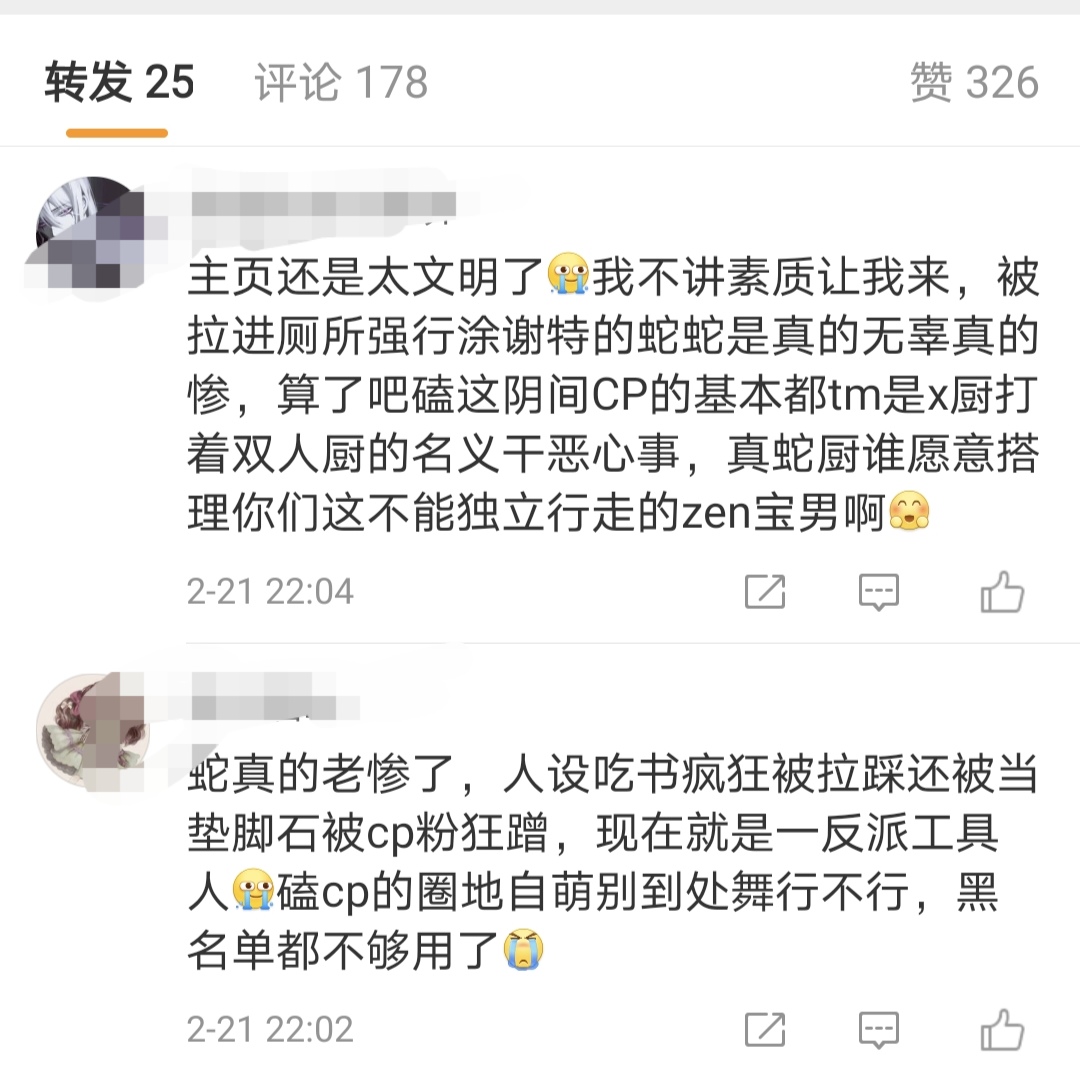 转发 25 评论 178 赞 326
主页还是太文明了😭我不讲素质让我来，被
拉进厕所强行涂谢特的蛇蛇是真的无辜真的
惨，算了吧磕这阴间CP的基本都tm是x厨打
着双人厨的名义干恶心事，真蛇厨谁愿意搭
理你们这不能独立行走的zen宝男啊🤗
2-21 22:04
蛇真的老惨了，人设吃书疯狂被拉踩还被当
垫脚石被cp粉狂蹭，现在就是一反派工具
人😭磕cp的圈地自萌别到处舞行不行，黑
名单都不够用了😭
2-21 22:02